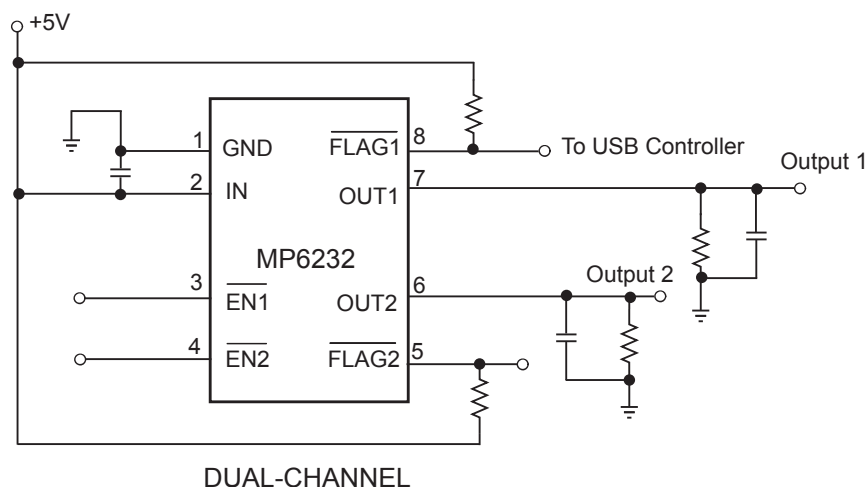 +5V
1
GND
FLAG1
8
To USB Controller
2
IN
OUT1
7
Output 1
MP6232
3
EN1
OUT2
6
Output 2
4
EN2
FLAG2
5
DUAL-CHANNEL